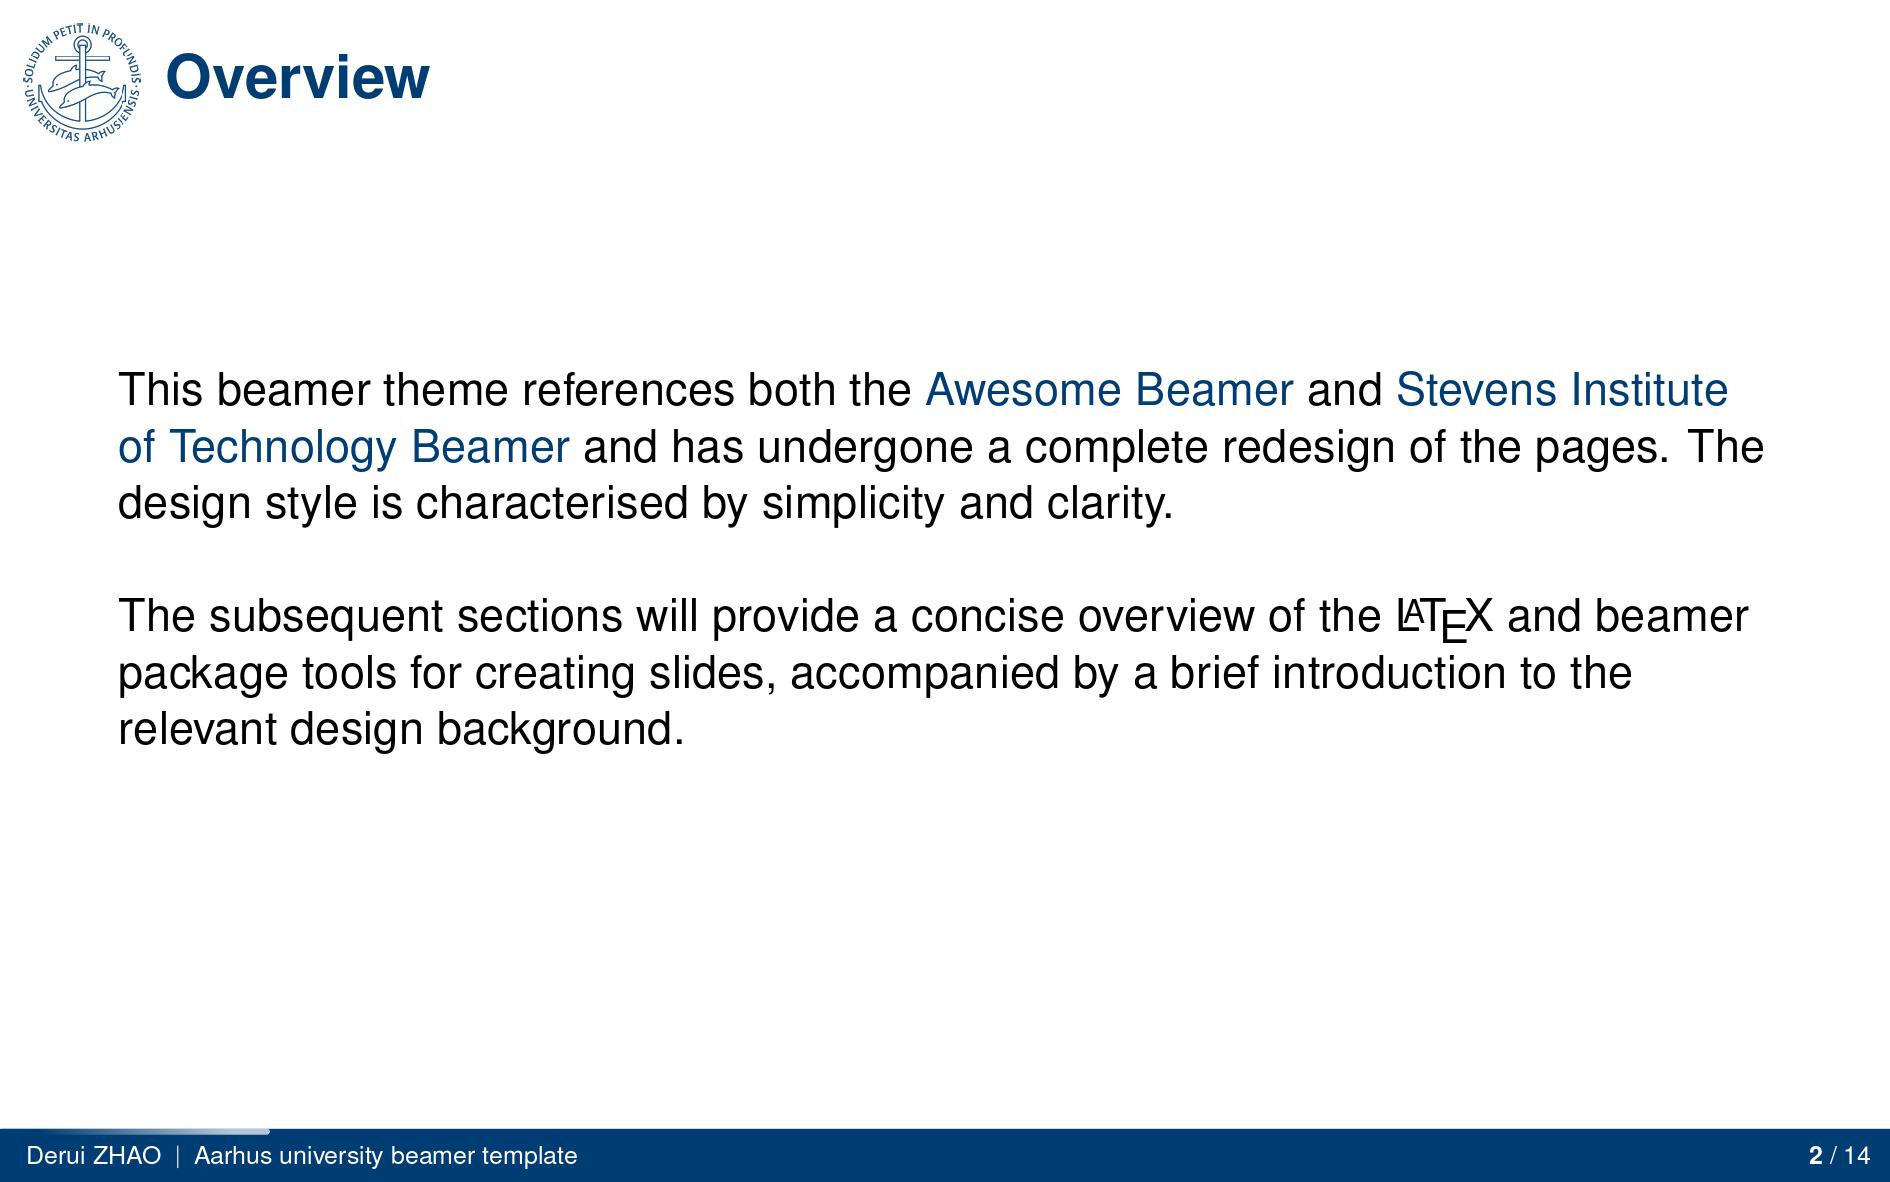 SOLIDUM PETIT IN PROFUNDIS
UNIVERSITAS ARHUSIENSIS
Overview
This beamer theme references both the Awesome Beamer and Stevens Institute
of Technology Beamer and has undergone a complete redesign of the pages. The
design style is characterised by simplicity and clarity.
The subsequent sections will provide a concise overview of the LATEX and beamer
package tools for creating slides, accompanied by a brief introduction to the
relevant design background.
Derui ZHAO | Aarhus university beamer template
2 / 14